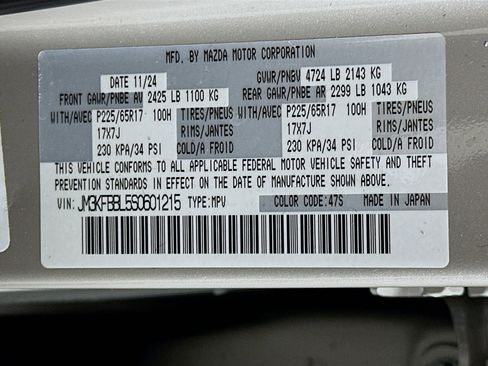 MFD. BY MAZDA MOTOR CORPORATION
DATE 11/24 GVWR/PNBV 4724 LB 2143 KG
FRONT GAWR/PNBE AV 2425 LB 1100 KG REAR GAWR/PNBE AR 2299 LB 1043 KG
WITH/AVEC P225/65R17 100H TIRES/PNEUS WITH/AVEC P225/65R17 100H TIRES/PNEUS
17X7J RIMS/JANTES 17X7J RIMS/JANTES
230 KPA/34 PSI COLD/A FROID 230 KPA/34 PSI COLD/A FROID
THIS VEHICLE CONFORMS TO ALL APPLICABLE FEDERAL MOTOR VEHICLE SAFETY AND THEFT
PREVENTION STANDARDS IN EFFECT ON THE DATE OF MANUFACTURE SHOWN ABOVE.
VIN: JM3KFBBL5S0601215 TYPE:MPV COLOR CODE:47S MADE IN JAPAN